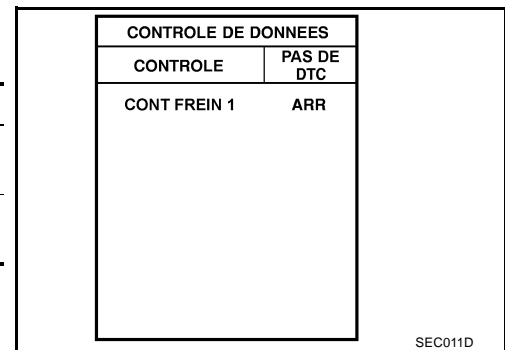 CONTROLE DE DONNEES
CONTROLE PAS DE DTC
CONT FREIN 1 ARR
SEC011D